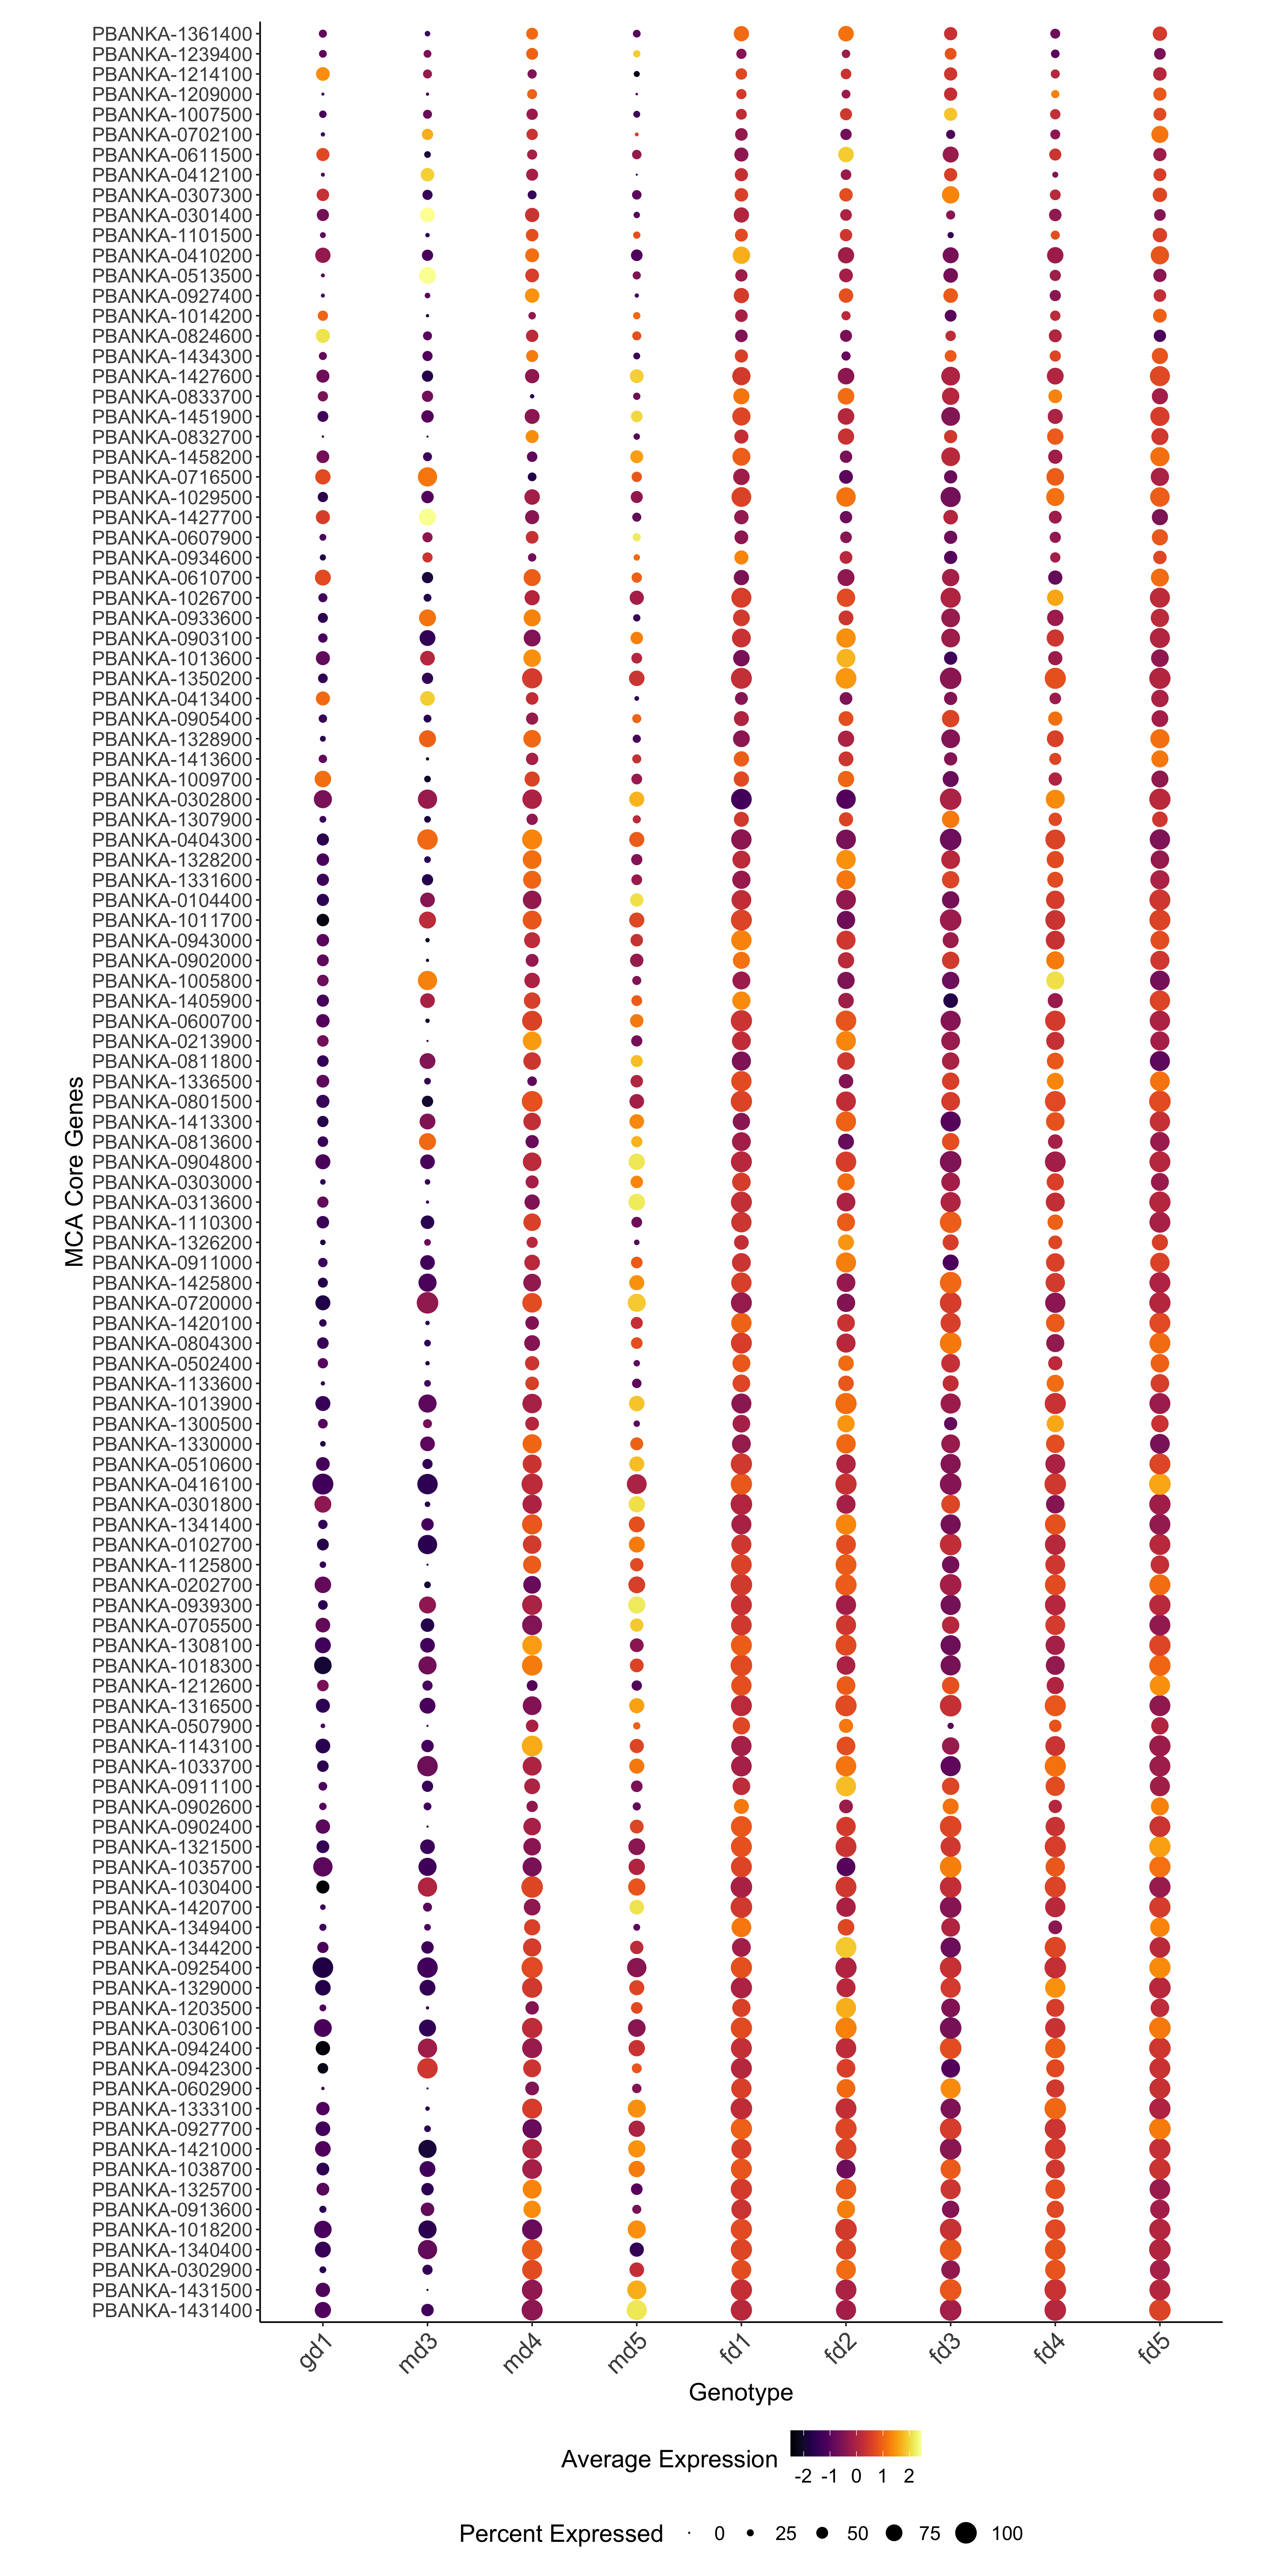 PBANKA-1361400
PBANKA-1239400
PBANKA-1214100
PBANKA-1209000
PBANKA-1007500
PBANKA-0702100
PBANKA-0611500
PBANKA-0412100
PBANKA-0307300
PBANKA-0301400
PBANKA-1101500
PBANKA-0410200
PBANKA-0513500
PBANKA-0927400
PBANKA-1014200
PBANKA-0824600
PBANKA-1434300
PBANKA-1427600
PBANKA-0833700
PBANKA-1451900
PBANKA-0832700
PBANKA-1458200
PBANKA-0716500
PBANKA-1029500
PBANKA-1427700
PBANKA-0607900
PBANKA-0934600
PBANKA-0610700
PBANKA-1026700
PBANKA-0933600
PBANKA-0903100
PBANKA-1013600
PBANKA-1350200
PBANKA-0413400
PBANKA-0905400
PBANKA-1328900
PBANKA-1413600
PBANKA-1009700
PBANKA-0302800
PBANKA-1307900
PBANKA-0404300
PBANKA-1328200
PBANKA-1331600
PBANKA-0104400
PBANKA-1011700
PBANKA-0943000
PBANKA-0902000
PBANKA-1005800
PBANKA-1405900
PBANKA-0600700
PBANKA-0213900
PBANKA-0811800
PBANKA-1336500
PBANKA-0801500
PBANKA-1413300
PBANKA-0813600
PBANKA-0904800
PBANKA-0303000
PBANKA-0313600
PBANKA-1110300
PBANKA-1326200
PBANKA-0911000
PBANKA-1425800
PBANKA-0720000
PBANKA-1420100
PBANKA-0804300
PBANKA-0502400
PBANKA-1133600
PBANKA-1013900
PBANKA-1300500
PBANKA-1330000
PBANKA-0510600
PBANKA-0416100
PBANKA-0301800
PBANKA-1341400
PBANKA-0102700
PBANKA-1125800
PBANKA-0202700
PBANKA-0939300
PBANKA-0705500
PBANKA-1308100
PBANKA-1018300
PBANKA-1212600
PBANKA-1316500
PBANKA-0507900
PBANKA-1143100
PBANKA-1033700
PBANKA-0911100
PBANKA-0902600
PBANKA-0902400
PBANKA-1321500
PBANKA-1035700
PBANKA-1030400
PBANKA-1420700
PBANKA-1349400
PBANKA-1344200
PBANKA-0925400
PBANKA-1329000
PBANKA-1203500
PBANKA-0306100
PBANKA-0942400
PBANKA-0942300
PBANKA-0602900
PBANKA-1333100
PBANKA-0927700
PBANKA-1421000
PBANKA-1038700
PBANKA-1325700
PBANKA-0913600
PBANKA-1018200
PBANKA-1340400
PBANKA-0302900
PBANKA-1431500
PBANKA-1431400
MCA Core Genes
gd1 md3 md4 md5 fd1 fd2 fd3 fd4 fd5
Genotype
Average Expression
-2 -1 0 1 2
Percent Expressed 0 25 50 75 100